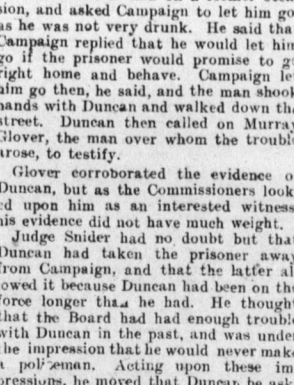 sion, and asked Campaign to let him go
as he was not very drunk. He said tha
Campaign replied that he would let him
go if the prisoner would promise to g
right home and behave. Campaign le
him go then, he said, and the man shook
hands with Duncan and walked down th
street. Duncan then called on Murray
Glover, the man over whom the troubl
arose, to testify.
Glover corroborated the evidence o
Duncan, but as the Commissioners look
ed upon him as an interested witness
his evidence did not have much weight.
Judge Snider had no doubt but that
Duncan had taken the prisoner away
from Campaign, and that the latter al
lowed it because Duncan had been on the
force longer than he had. He though
that the Board had had enough trouble
with Duncan in the past, and was under
the impression that he would never make
a policeman. Acting upon these im
pressions, he moved that Duncan be